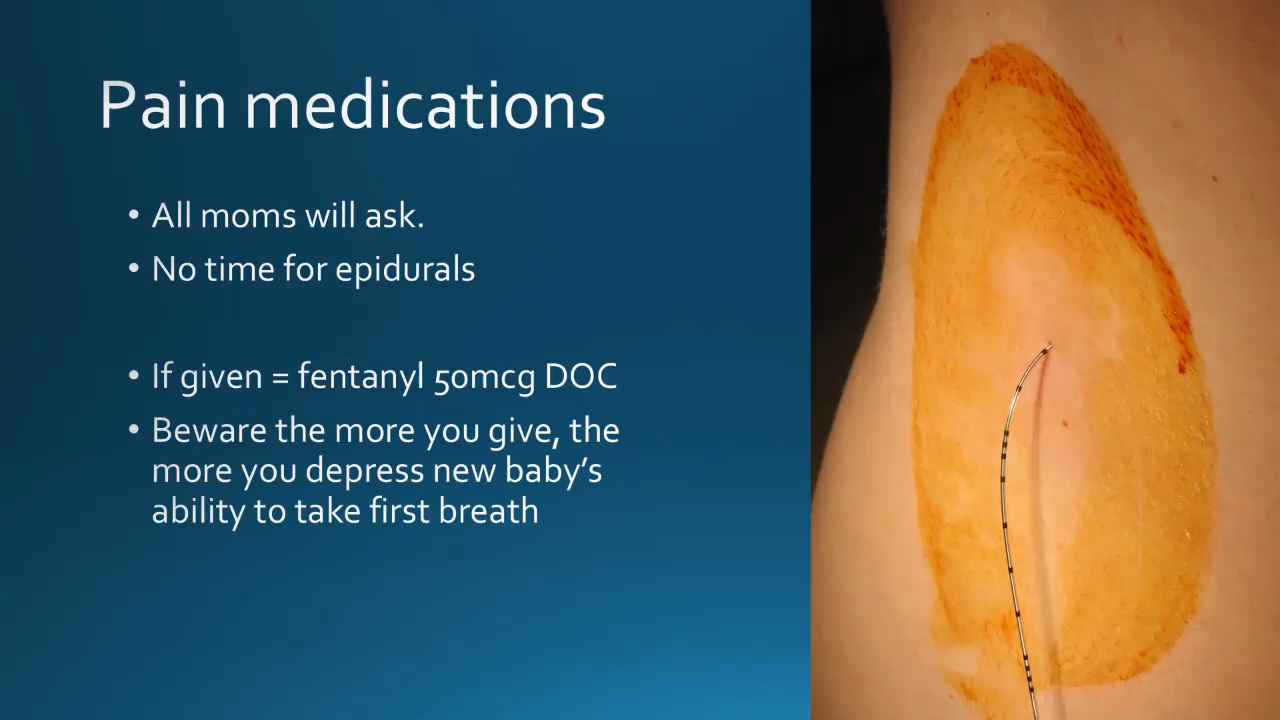 Pain medications
• All moms will ask.
• No time for epidurals
• If given = fentanyl 50mcg DOC
• Beware the more you give, the
more you depress new baby's
ability to take first breath